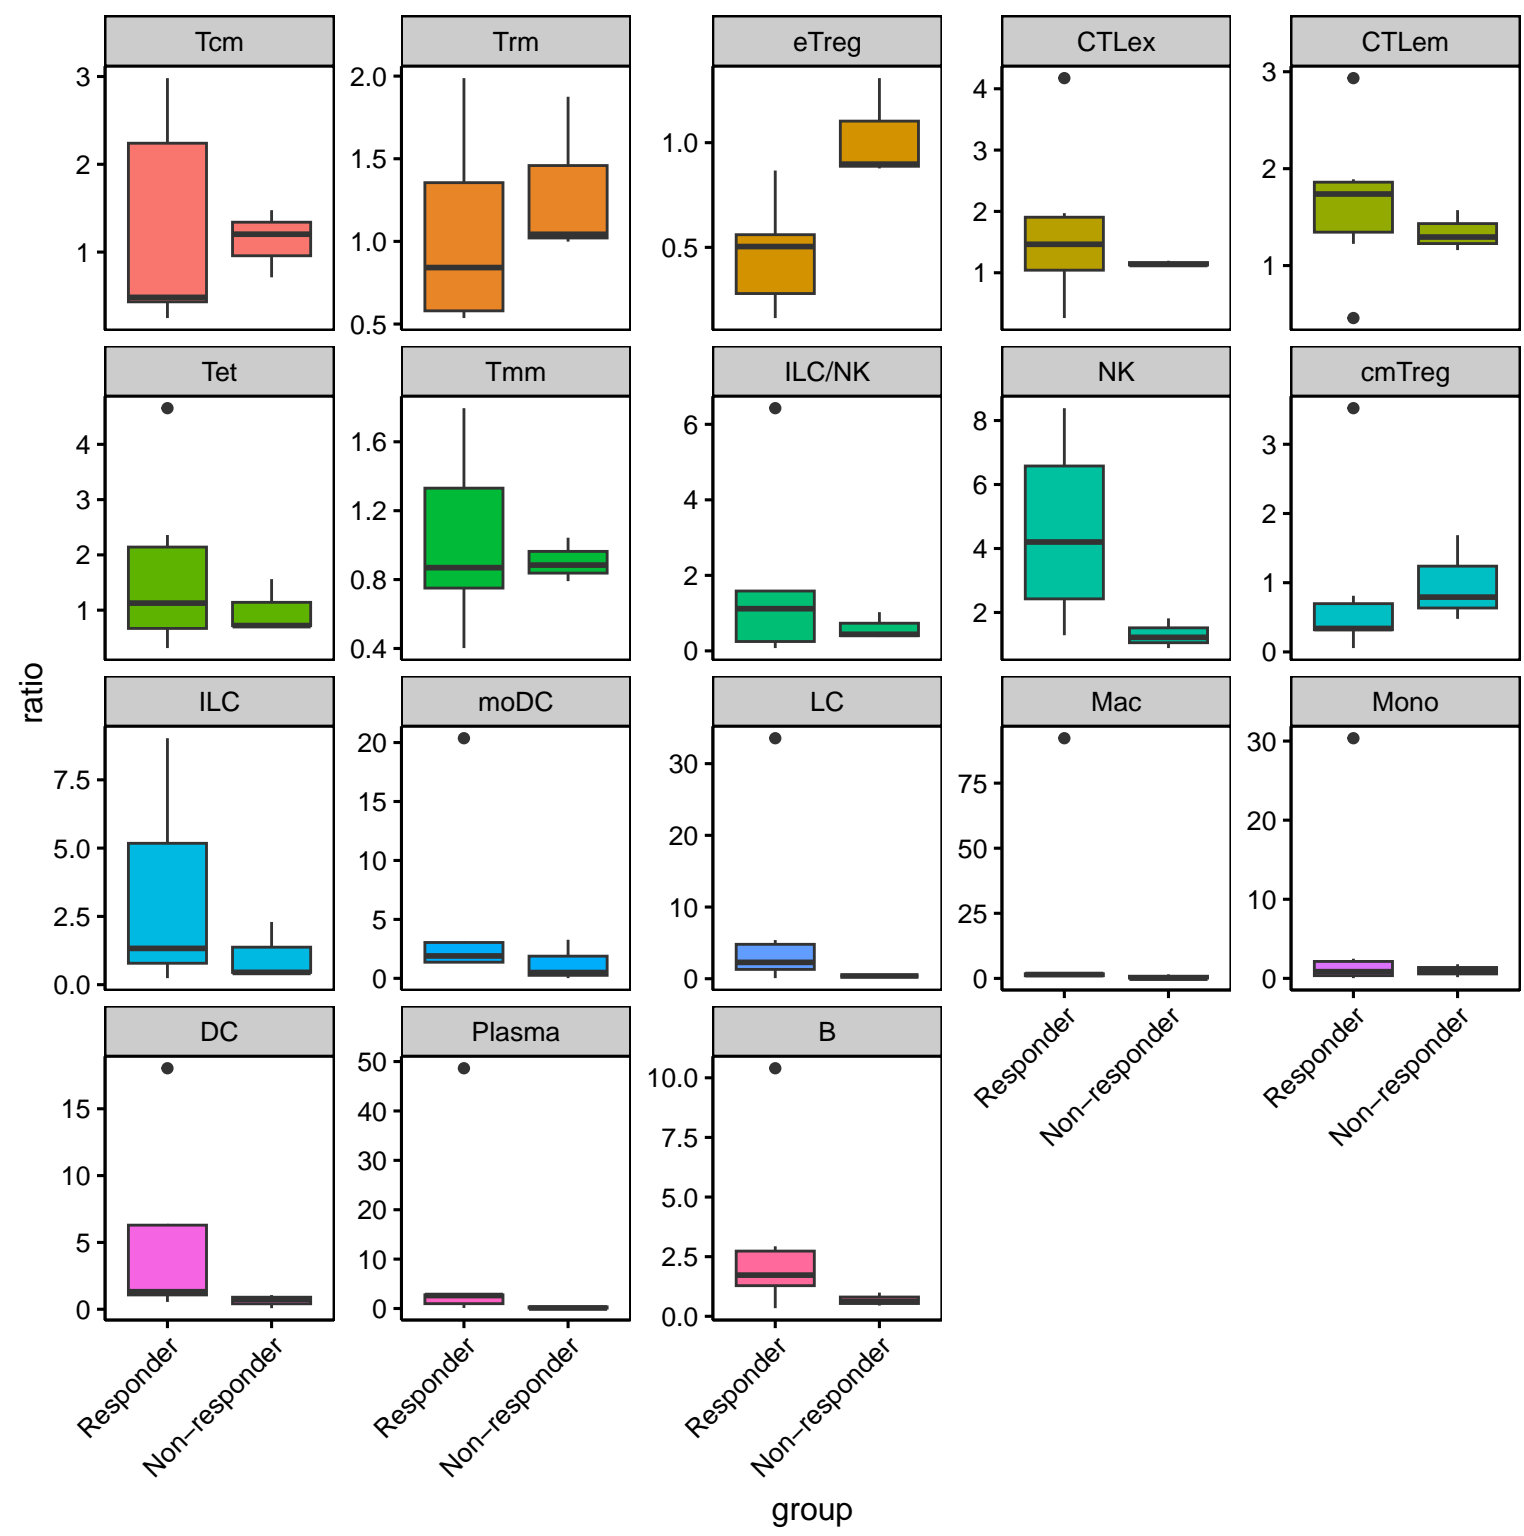 Tcm
Trm
eTreg
CTLex
CTLem
3
2
1
2.0
1.5
1.0
0.5
1.0
0.5
4
3
2
1
3
2
1
Tet
Tmm
ILC/NK
NK
cmTreg
4
3
2
1
1.6
1.2
0.8
0.4
6
4
2
0
8
6
4
2
3
2
1
0
ratio
ILC
moDC
LC
Mac
Mono
7.5
5.0
2.5
0.0
20
15
10
5
0
30
20
10
0
75
50
25
0
30
20
10
0
Responder
Non−responder
Responder
Non−responder
DC
Plasma
B
15
10
5
0
50
40
30
20
10
0
10.0
7.5
5.0
2.5
0.0
Responder
Non−responder
Responder
Non−responder
Responder
Non−responder
group